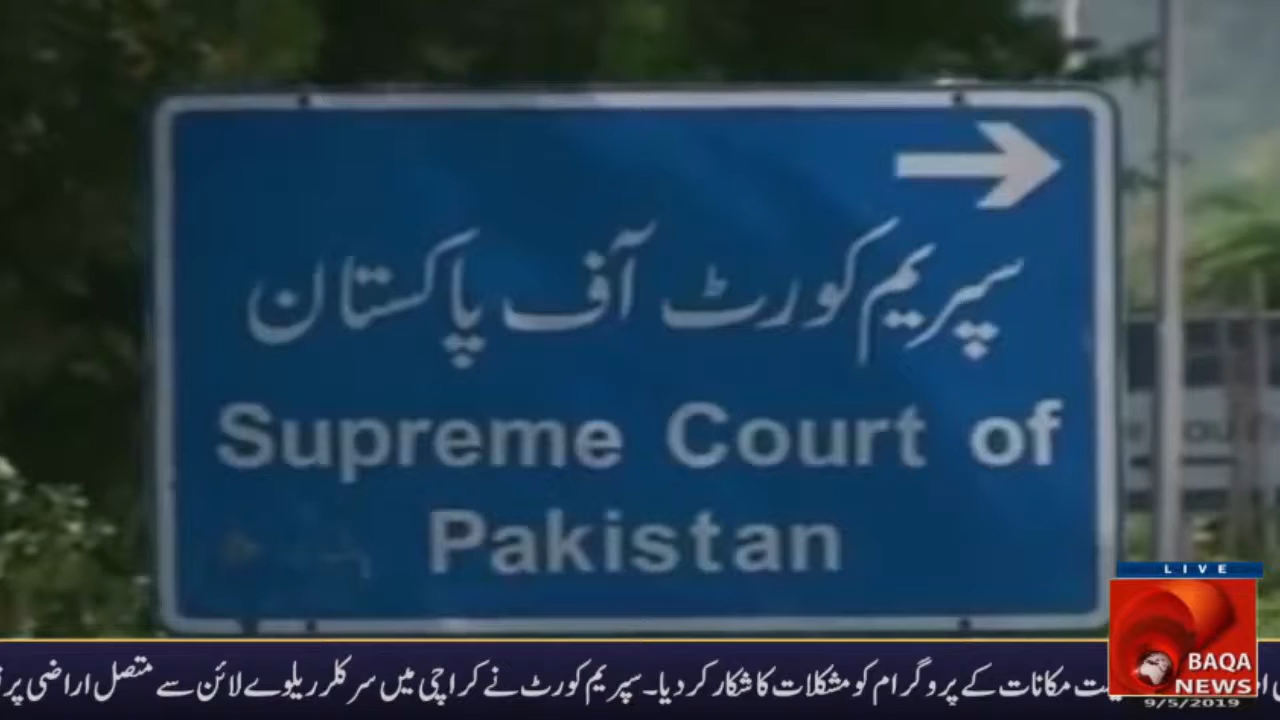 سپریم کورٹ آف پاکستان
Supreme Court of
Pakistan
LIVE
BAQA
NEWS
9/5/2019
مکانات کے پروگرام کو مشکلات کا شکار کر دیا۔ سپریم کورٹ نے کراچی میں سرکلر ریلوے لائن سے متصل اراضی پر